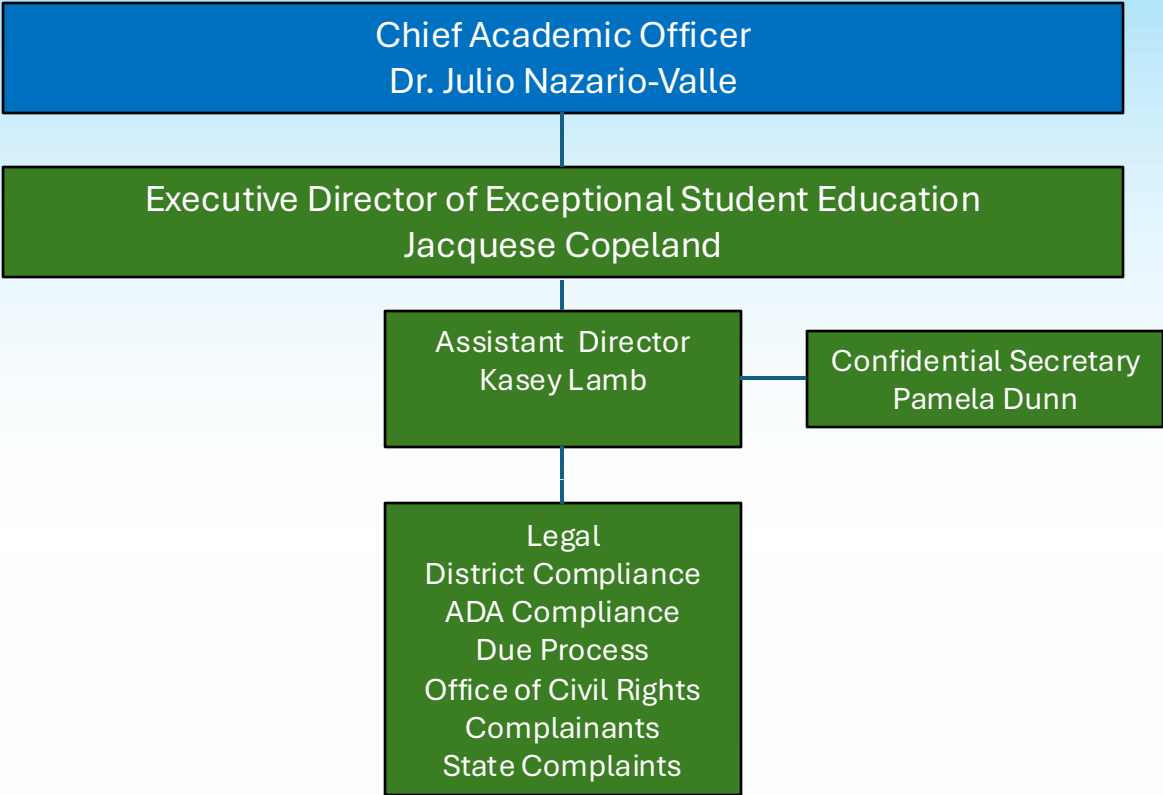 Chief Academic Officer
Dr. Julio Nazario-Valle
Executive Director of Exceptional Student Education
Jacquese Copeland
Assistant Director
Kasey Lamb
Confidential Secretary
Pamela Dunn
Legal
District Compliance
ADA Compliance
Due Process
Office of Civil Rights
Complainants
State Complaints